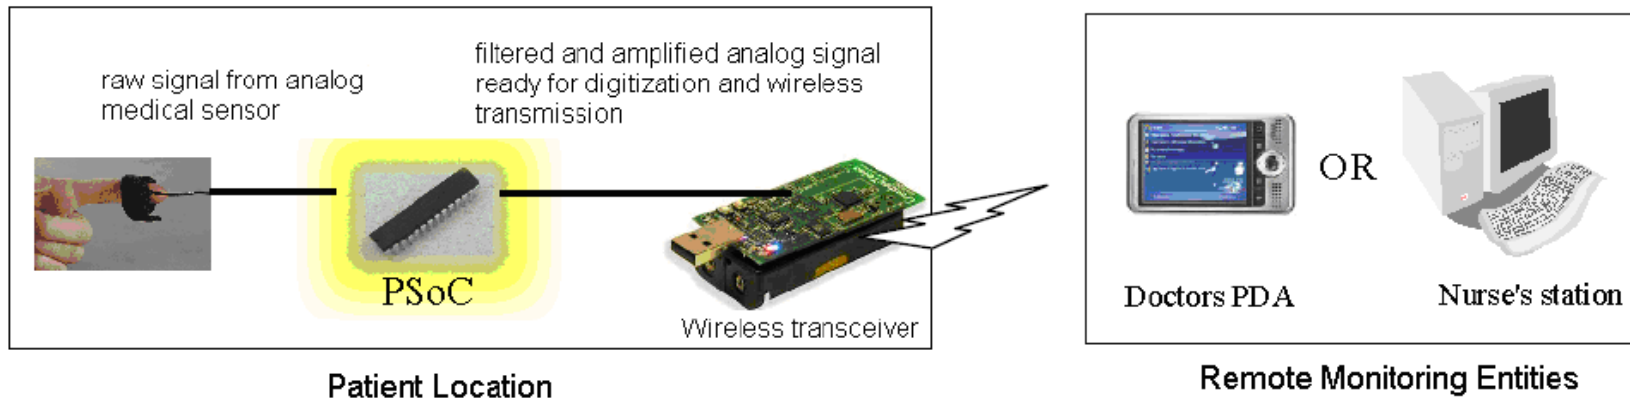 raw signal from analog
medical sensor
filtered and amplified analog signal
ready for digitization and wireless
transmission
PSoC
Wireless transceiver
Patient Location
OR
Doctors PDA
Nurse's station
Remote Monitoring Entities